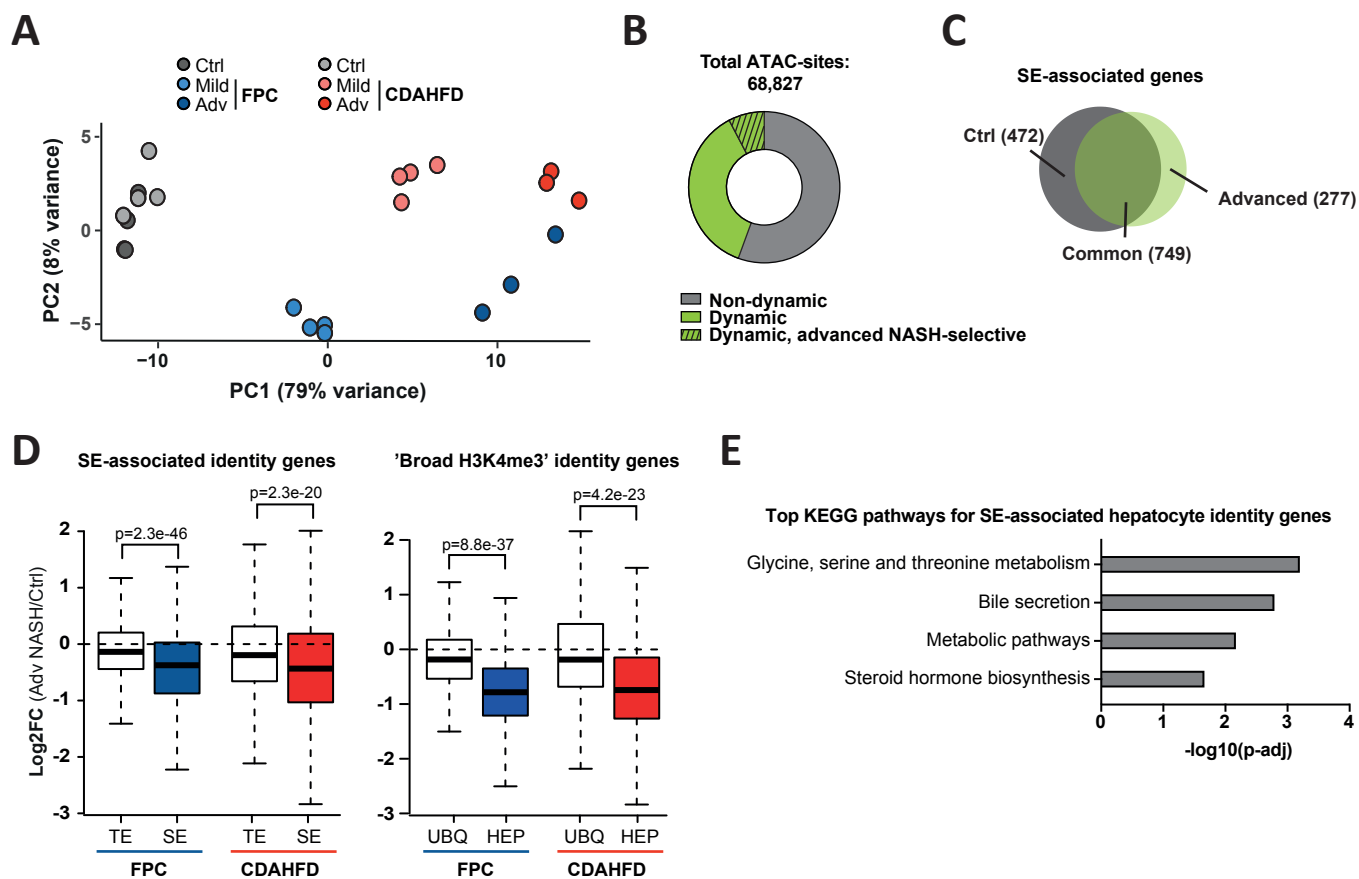 A
Ctrl
Mild
Adv
FPC
Ctrl
Mild
Adv
CDAHFD
PC2 (8% variance)
5
0
−5
−10
0
10
PC1 (79% variance)
B
Total ATAC-sites:
68,827
Non-dynamic
Dynamic
Dynamic, advanced NASH-selective
C
SE-associated genes
Ctrl (472)
Advanced (277)
Common (749)
D
SE-associated identity genes
p=2.3e-46
p=2.3e-20
Log2FC (Adv NASH/Ctrl)
2
1
0
-1
-2
-3
TE SE TE SE
FPC CDAHFD
'Broad H3K4me3' identity genes
p=8.8e-37
p=4.2e-23
2
1
0
-1
-2
-3
UBQ HEP UBQ HEP
FPC CDAHFD
E
Top KEGG pathways for SE-associated hepatocyte identity genes
Glycine, serine and threonine metabolism
Bile secretion
Metabolic pathways
Steroid hormone biosynthesis
0 1 2 3 4
-log10(p-adj)